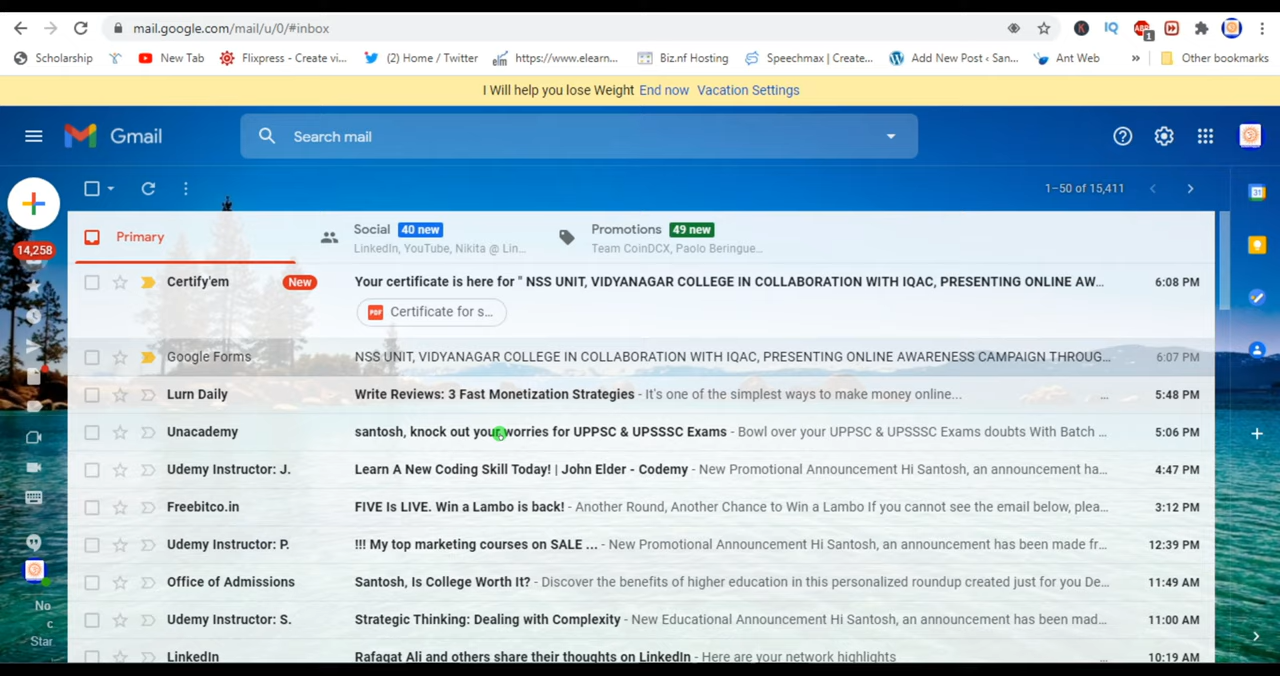 mail.google.com/mail/u/0/#inbox
IQ
ABP
1
Scholarship
New Tab
Flixpress - Create vi...
(2) Home / Twitter
https://www.elearn...
Biz.nf Hosting
Speechmax | Create...
Add New Post ‹ San...
Ant Web
»
Other bookmarks
I Will help you lose Weight End now Vacation Settings
Gmail
Search mail
1–50 of 15,411
14,258
Primary
Social 40 new
LinkedIn, YouTube, Nikita @ Lin...
Promotions 49 new
Team CoinDCX, Paolo Beringue...
Certify'em New Your certificate is here for " NSS UNIT, VIDYANAGAR COLLEGE IN COLLABORATION WITH IQAC, PRESENTING ONLINE AW... 6:08 PM
PDF Certificate for s...
Google Forms NSS UNIT, VIDYANAGAR COLLEGE IN COLLABORATION WITH IQAC, PRESENTING ONLINE AWARENESS CAMPAIGN THROUG... 6:07 PM
Lurn Daily Write Reviews: 3 Fast Monetization Strategies - It's one of the simplest ways to make money online... ... 5:48 PM
Unacademy santosh, knock out your worries for UPPSC & UPSSSC Exams - Bowl over your UPPSC & UPSSSC Exams doubts With Batch ... 5:06 PM
Udemy Instructor: J. Learn A New Coding Skill Today! | John Elder - Codemy - New Promotional Announcement Hi Santosh, an announcement ha... 4:47 PM
Freebitco.in FIVE Is LIVE. Win a Lambo is back! - Another Round, Another Chance to Win a Lambo If you cannot see the email below, plea... 3:12 PM
Udemy Instructor: P. !!! My top marketing courses on SALE ... - New Promotional Announcement Hi Santosh, an announcement has been made fr... 12:39 PM
Office of Admissions Santosh, Is College Worth It? - Discover the benefits of higher education in this personalized roundup created just for you De... 11:49 AM
Udemy Instructor: S. Strategic Thinking: Dealing with Complexity - New Educational Announcement Hi Santosh, an announcement has been mad... 11:00 AM
LinkedIn Rafaqat Ali and others share their thoughts on LinkedIn - Here are your network highlights ... 10:19 AM
No
c
Star
31